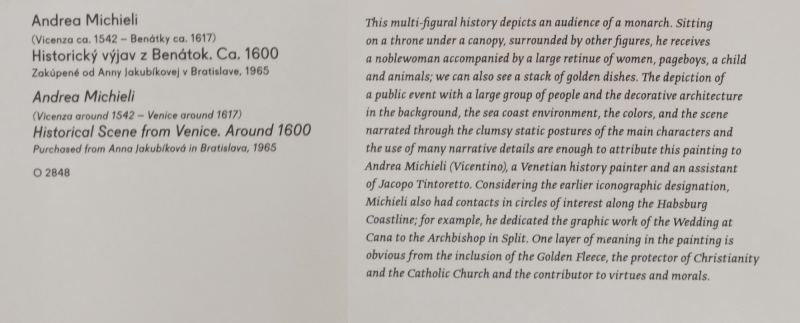 Andrea Michieli
(Vicenza ca. 1542 – Benátky ca. 1617)
Historický výjav z Benátok. Ca. 1600
Zakúpené od Anny Jakubíkovej v Bratislave, 1965
Andrea Michieli
(Vicenza around 1542 – Venice around 1617)
Historical Scene from Venice. Around 1600
Purchased from Anna Jakubíková in Bratislava, 1965
O 2848
This multi-figural history depicts an audience of a monarch. Sitting
on a throne under a canopy, surrounded by other figures, he receives
a noblewoman accompanied by a large retinue of women, pageboys, a child
and animals; we can also see a stack of golden dishes. The depiction of
a public event with a large group of people and the decorative architecture
in the background, the sea coast environment, the colors, and the scene
narrated through the clumsy static postures of the main characters and
the use of many narrative details are enough to attribute this painting to
Andrea Michieli (Vicentino), a Venetian history painter and an assistant
of Jacopo Tintoretto. Considering the earlier iconographic designation,
Michieli also had contacts in circles of interest along the Habsburg
Coastline; for example, he dedicated the graphic work of the Wedding at
Cana to the Archbishop in Split. One layer of meaning in the painting is
obvious from the inclusion of the Golden Fleece, the protector of Christianity
and the Catholic Church and the contributor to virtues and morals.